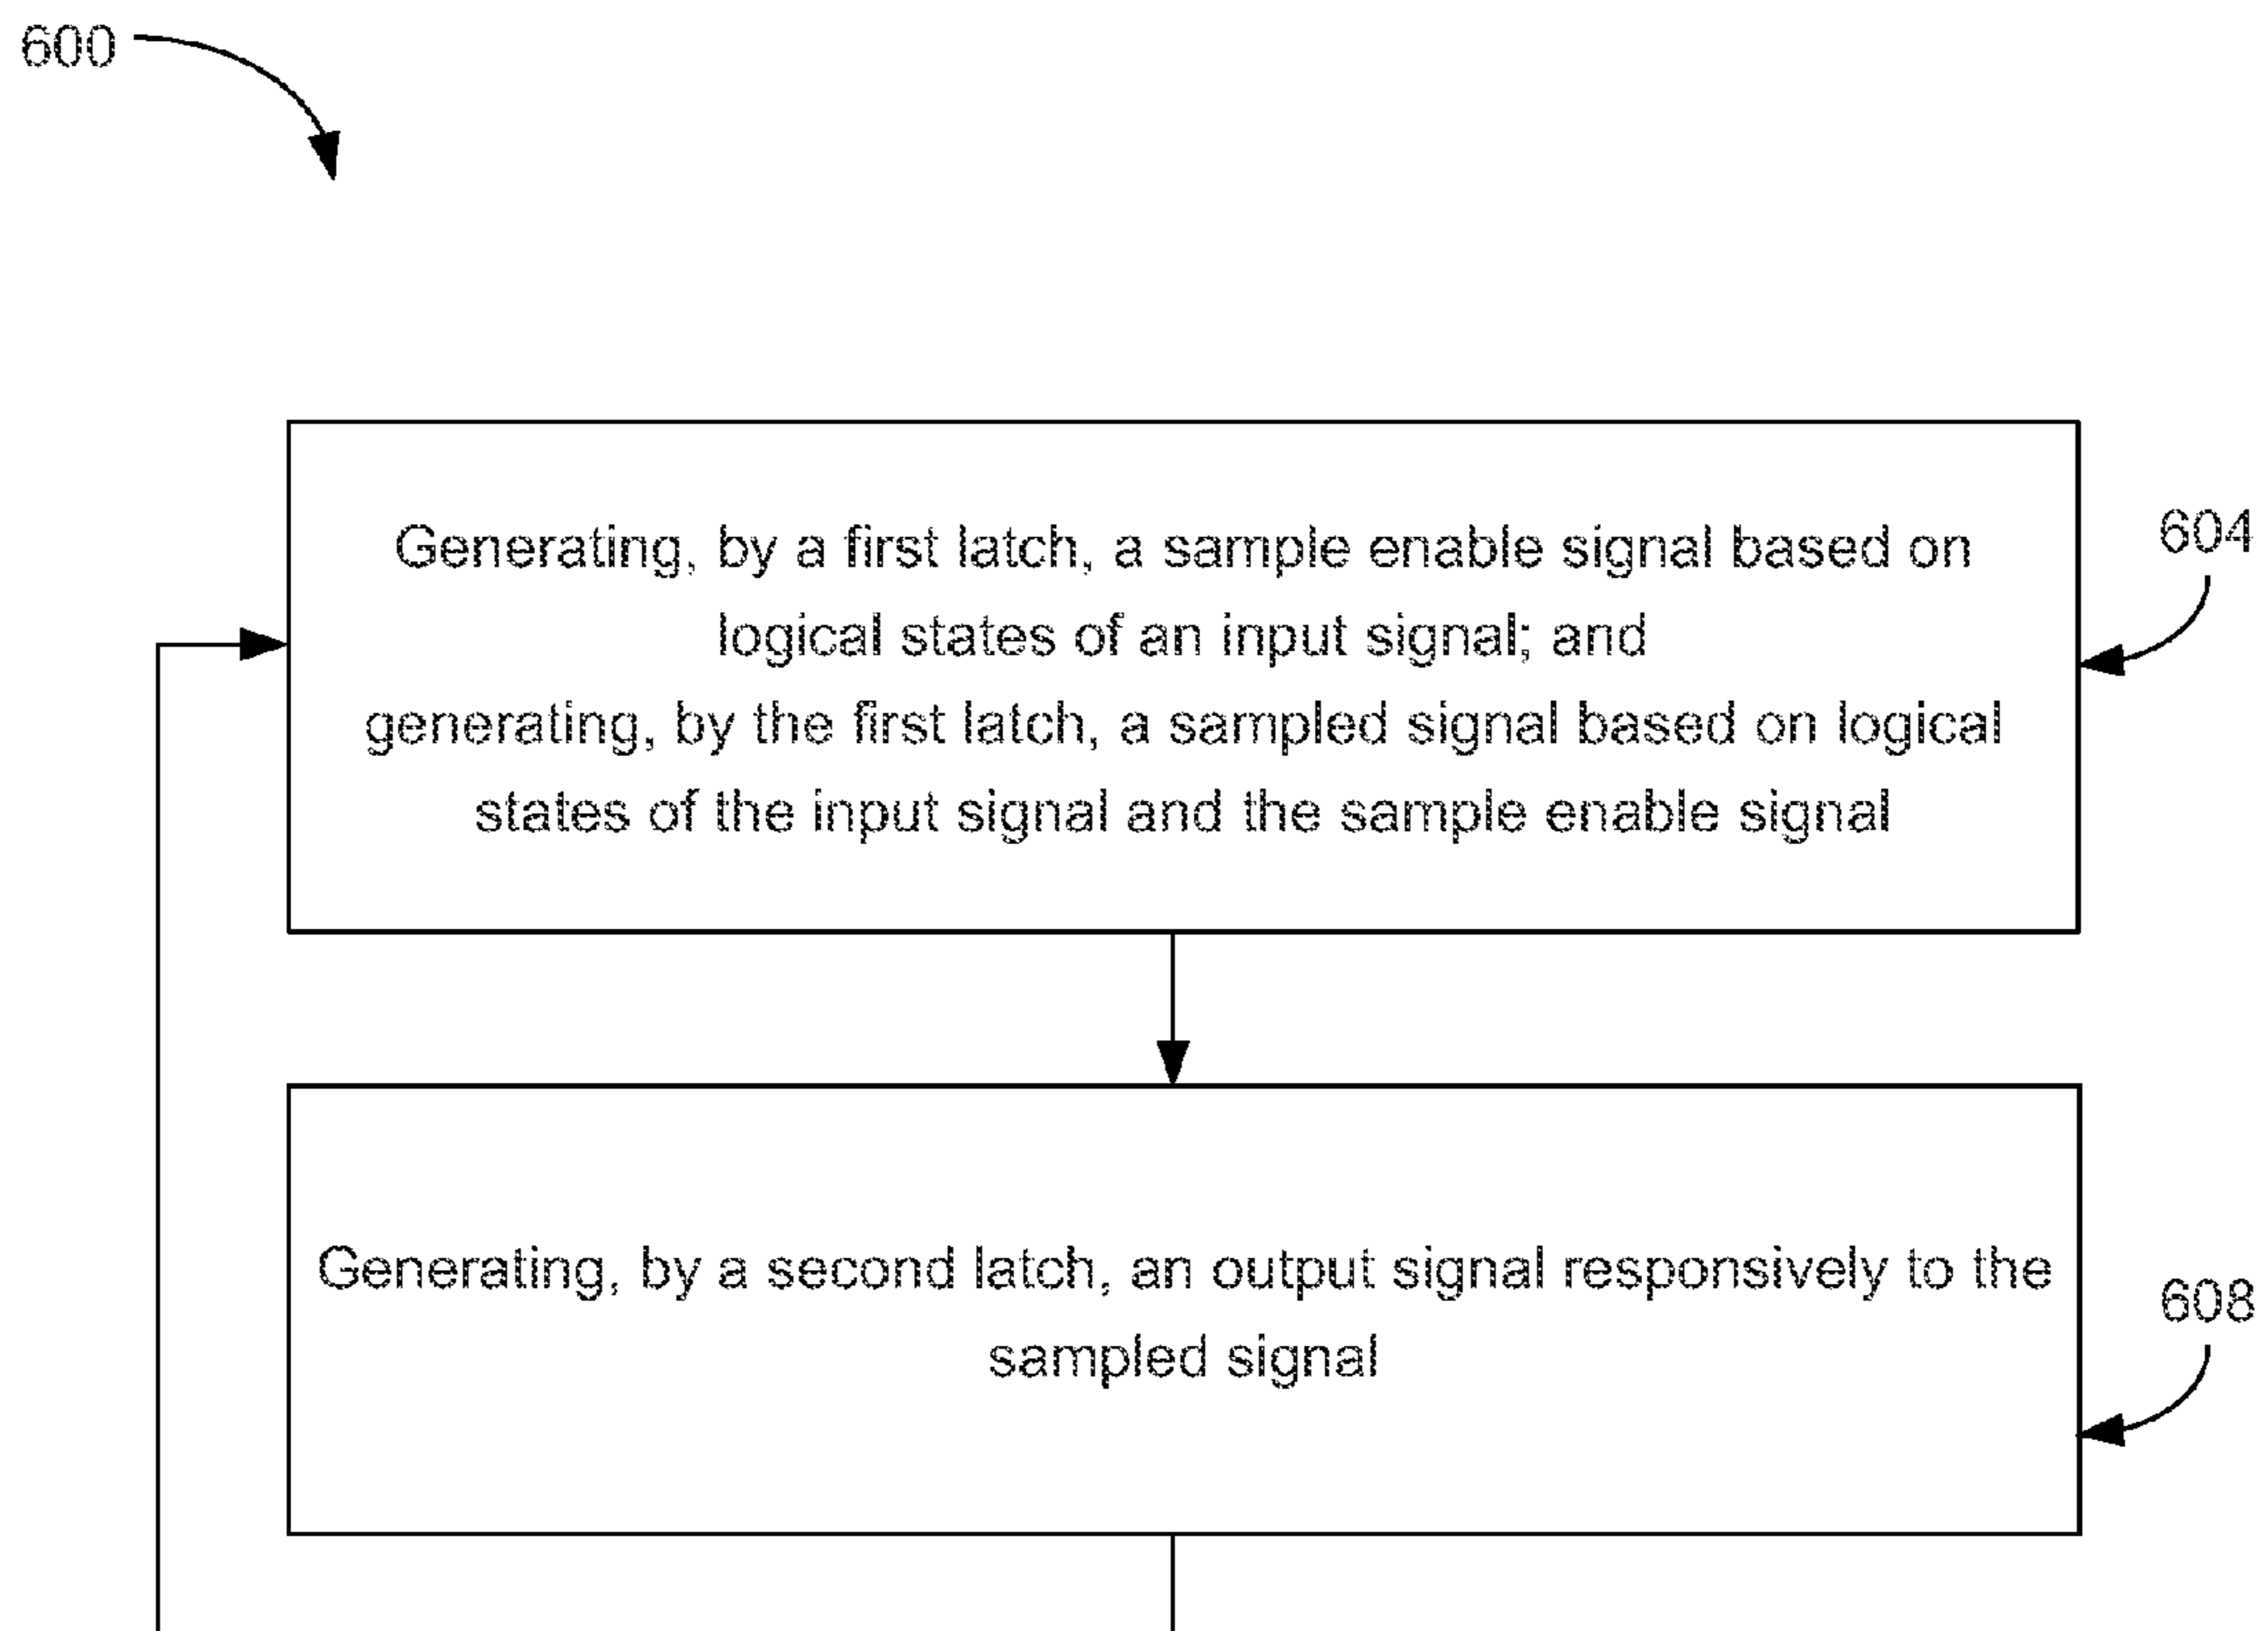 600
Generating, by a first latch, a sample enable signal based on
logical states of an input signal; and
generating, by the first latch, a sampled signal based on logical
states of the input signal and the sample enable signal
604
Generating, by a second latch, an output signal responsively to the
sampled signal
608